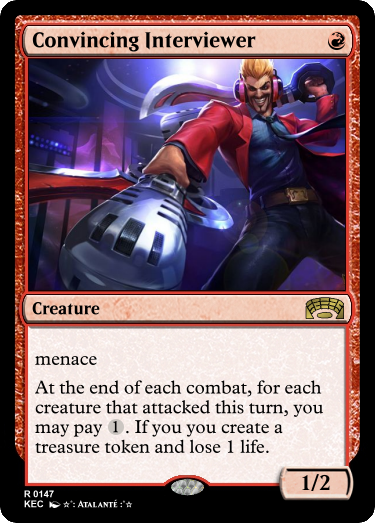 Convincing Interviewer
Creature
menace
At the end of each combat, for each
creature that attacked this turn, you
may pay 1. If you you create a
treasure token and lose 1 life.
1/2
R 0147
KEC ☆: ATALANTÉ :'☆